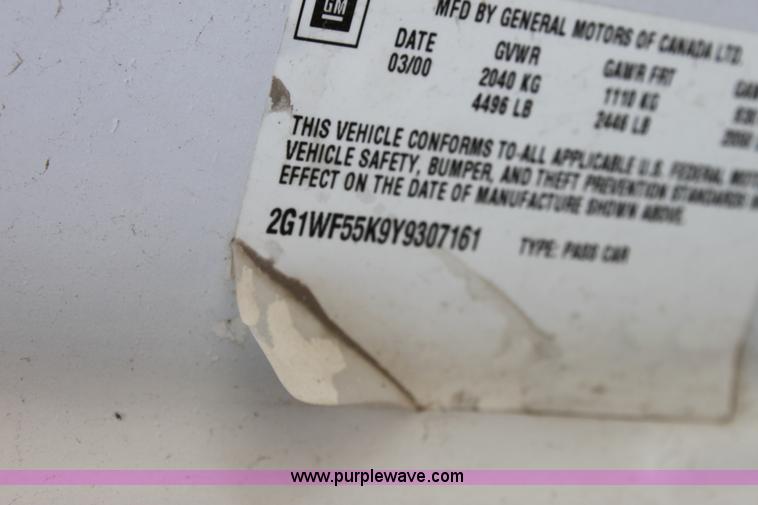 GM
MFD BY GENERAL MOTORS OF CANADA LTD.
DATE GVWR GAWR FRT
03/00 2040 KG 1110 KG
4496 LB 2446 LB
THIS VEHICLE CONFORMS TO ALL APPLICABLE U.S. FEDERAL
VEHICLE SAFETY, BUMPER, AND THEFT PREVENTION STANDARDS
EFFECT ON THE DATE OF MANUFACTURE SHOWN ABOVE.
2G1WF55K9Y9307161 TYPE: PASS CAR
www.purplewave.com